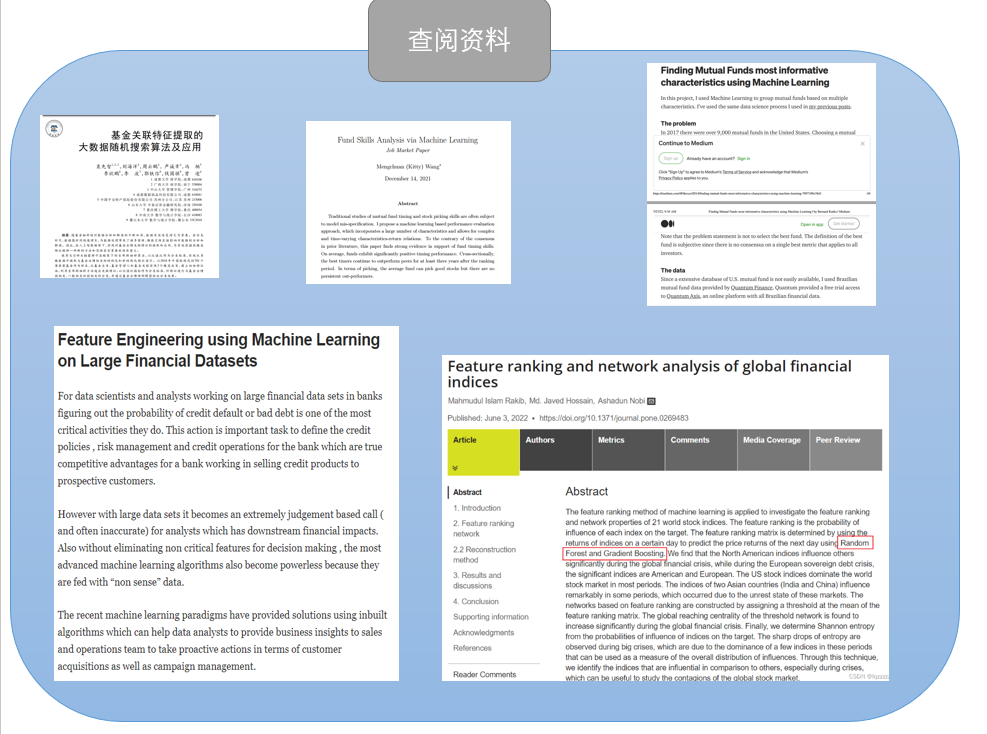 查阅资料
基金关联特征提取的
大数据随机搜索算法及应用
Fund Skills Analysis via Machine Learning
Job Market Paper
Mengchuan (Kitty) Wang*
December 14, 2021
Abstract
Traditional studies of mutual fund timing and stock picking skills are often subject
to model mis-specification. I propose a machine learning based performance evaluation
approach, which incorporates a large number of characteristics and allows for complex
and time-varying characteristics-return relations. To the contrary of the consensus
in prior literature, this paper finds strong evidence in support of fund timing skills.
On average, funds exhibit significantly positive timing performance. Cross-sectionally,
the best timers continue to outperform peers for at least three years after the ranking
period. In terms of picking, the average fund can pick good stocks but there are no
persistent out-performers.
Finding Mutual Funds most informative
characteristics using Machine Learning
In this project, I used Machine Learning to group mutual funds based on multiple
characteristics. I've used the same data science process I used in my previous posts.
The problem
In 2017 there were over 9,000 mutual funds in the United States. Choosing a mutual
Continue to Medium
Sign up
Already have an account? Sign in
Click "Sign Up" to agree to Medium's Terms of Service and acknowledge that Medium's
Privacy Policy applies to you.
Open in app
Get started
Note that the problem statement is not to select the best fund. The definition of the best
fund is subjective since there is no consensus on a single best metric that applies to all
investors.
The data
Since a extensive database of U.S. mutual fund is not easily available, I used Brazilian
mutual fund data provided by Quantum Finance. Quantum provided a free trial access
to Quantum Axis, an online platform with all Brazilian financial data.
Feature Engineering using Machine Learning
on Large Financial Datasets
For data scientists and analysts working on large financial data sets in banks
figuring out the probability of credit default or bad debt is one of the most
critical activities they do. This action is important task to define the credit
policies , risk management and credit operations for the bank which are true
competitive advantages for a bank working in selling credit products to
prospective customers.
However with large data sets it becomes an extremely judgement based call (
and often inaccurate) for analysts which has downstream financial impacts.
Also without eliminating non critical features for decision making , the most
advanced machine learning algorithms also become powerless because they
are fed with “non sense” data.
The recent machine learning paradigms have provided solutions using inbuilt
algorithms which can help data analysts to provide business insights to sales
and operations team to take proactive actions in terms of customer
acquisitions as well as campaign management.
Feature ranking and network analysis of global financial
indices
Mahmudul Islam Rakib, Md. Javed Hossain, Ashadun Nobi
Published: June 3, 2022 • https://doi.org/10.1371/journal.pone.0269483
Article Authors Metrics Comments Media Coverage Peer Review
Abstract
1. Introduction
2. Feature ranking
network
2.2 Reconstruction
method
3. Results and
discussions
4. Conclusion
Supporting information
Acknowledgments
References
Reader Comments
Abstract
The feature ranking method of machine learning is applied to investigate the feature ranking
and network properties of 21 world stock indices. The feature ranking is the probability of
influence of each index on the target. The feature ranking matrix is determined by using the
returns of indices on a certain day to predict the price returns of the next day using Random
Forest and Gradient Boosting. We find that the North American indices influence others
significantly during the global financial crisis, while during the European sovereign debt crisis,
the significant indices are American and European. The US stock indices dominate the world
stock market in most periods. The indices of two Asian countries (India and China) influence
remarkably in some periods, which occurred due to the unrest state of these markets. The
networks based on feature ranking are constructed by assigning a threshold at the mean of the
feature ranking matrix. The global reaching centrality of the threshold network is found to
increase significantly during the global financial crisis. Finally, we determine Shannon entropy
from the probabilities of influence of indices on the target. The sharp drops of entropy are
observed during big crises, which are due to the dominance of a few indices in these periods
that can be used as a measure of the overall distribution of influences. Through this technique,
we identify the indices that are influential in comparison to others, especially during crises,
which can be useful to study the contagions of the global stock market.